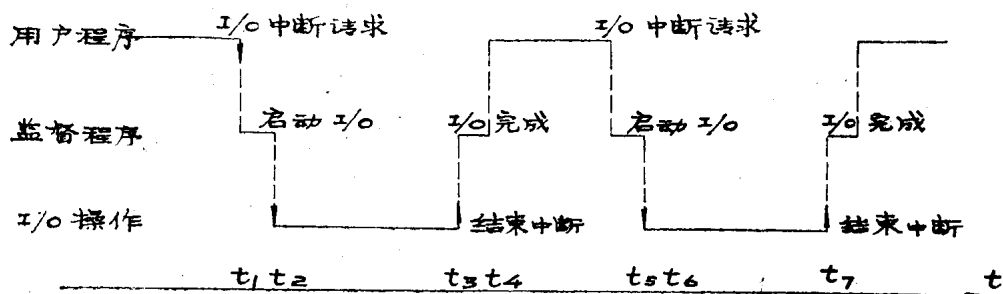 用户程序 I/O 中断请求 I/O 中断请求
监督程序 启动 I/O I/O 完成 启动 I/O I/O 完成
I/O 操作 结束中断 结束中断
t₁ t₂ t₃ t₄ t₅ t₆ t₇ t